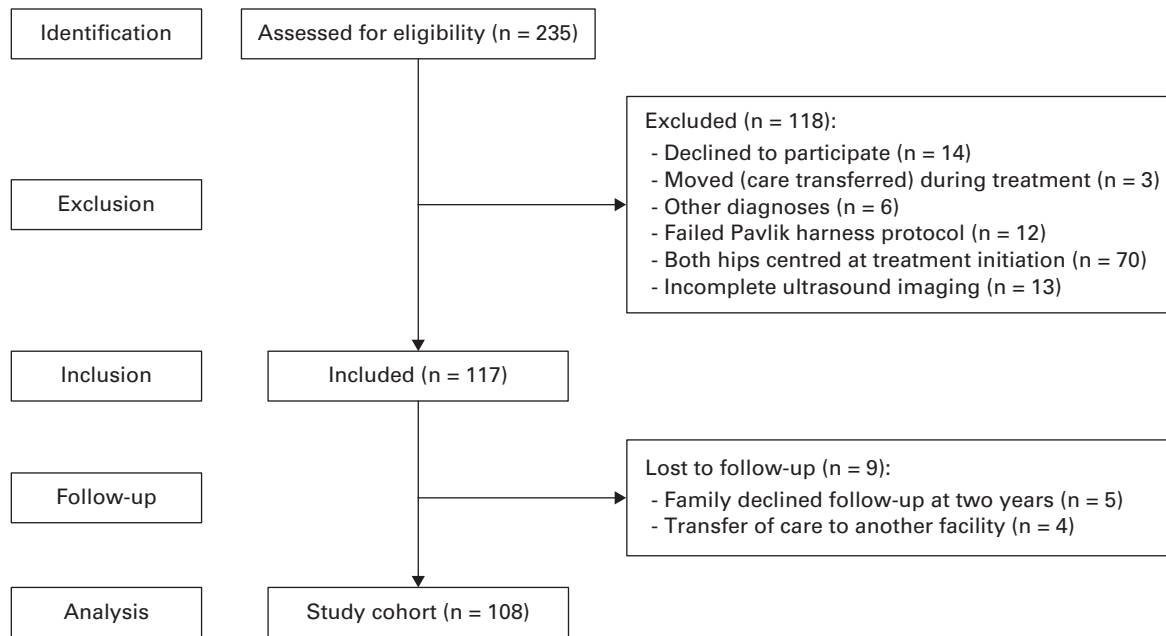 Identification
Assessed for eligibility (n = 235)
Excluded (n = 118):
- Declined to participate (n = 14)
- Moved (care transferred) during treatment (n = 3)
- Other diagnoses (n = 6)
- Failed Pavlik harness protocol (n = 12)
- Both hips centred at treatment initiation (n = 70)
- Incomplete ultrasound imaging (n = 13)
Exclusion
Inclusion
Included (n = 117)
Lost to follow-up (n = 9):
- Family declined follow-up at two years (n = 5)
- Transfer of care to another facility (n = 4)
Follow-up
Analysis
Study cohort (n = 108)